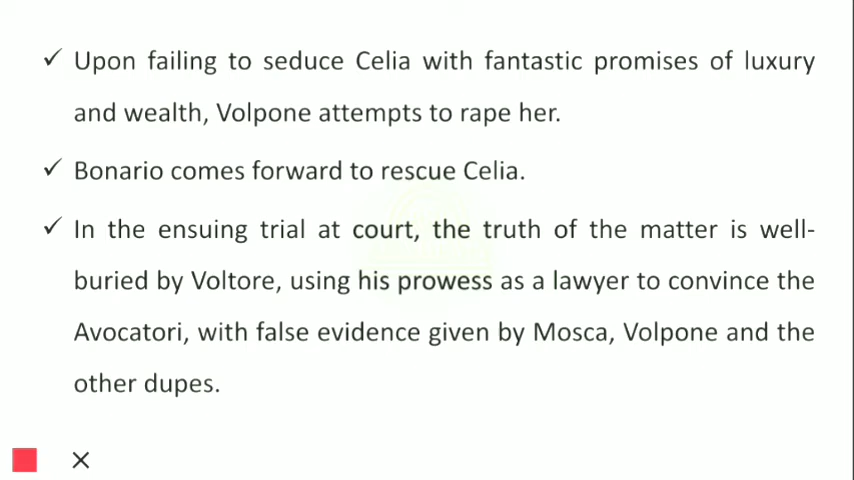 ✓ Upon failing to seduce Celia with fantastic promises of luxury
and wealth, Volpone attempts to rape her.
✓ Bonario comes forward to rescue Celia.
✓ In the ensuing trial at court, the truth of the matter is well-
buried by Voltore, using his prowess as a lawyer to convince the
Avocatori, with false evidence given by Mosca, Volpone and the
other dupes.